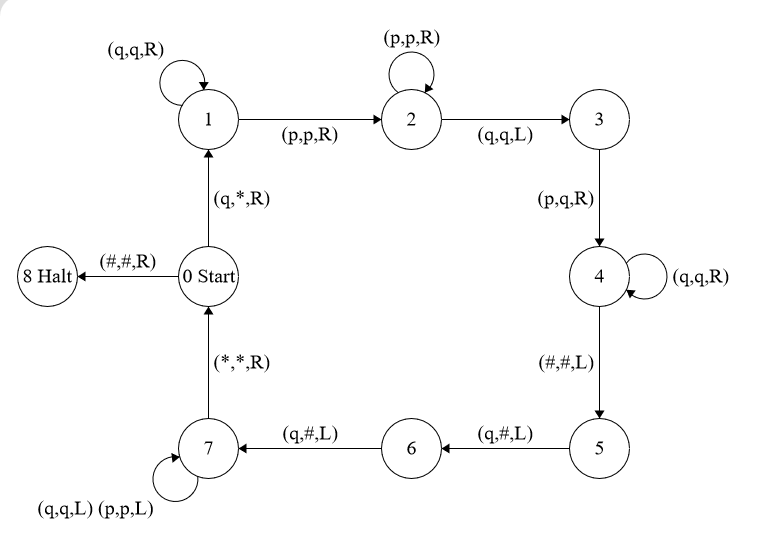 (p,p,R)
(q,q,R)
1
2
3
(p,p,R)
(q,q,L)
(q,*,R)
(p,q,R)
(#,#,R)
8 Halt
0 Start
4
(q,q,R)
(*,*,R)
(#,#,L)
(q,#,L)
(q,#,L)
7
6
5
(q,q,L) (p,p,L)